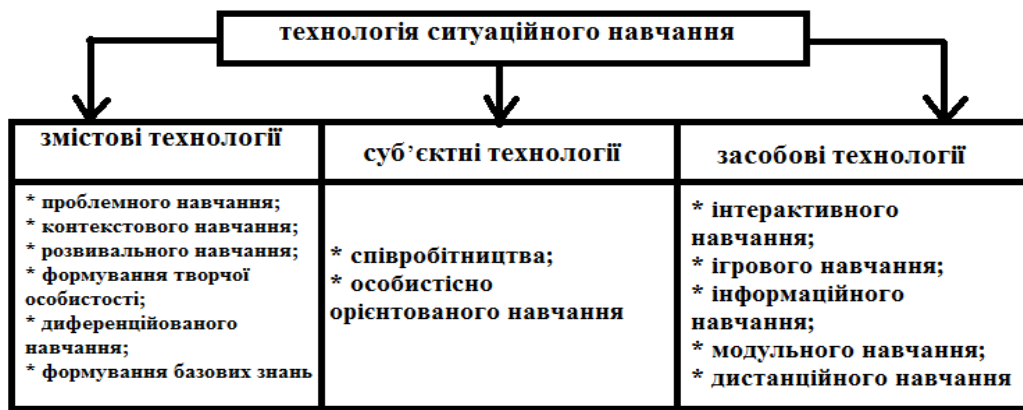 технологія ситуаційного навчання
змістові технології
суб’єктні технології
засобові технології
* проблемного навчання;
* контекстового навчання;
* розвивального навчання;
* формування творчої
особистості;
* диференційованого
навчання;
* формування базових знань
* співробітництва;
* особистісно
орієнтованого навчання
* інтерактивного
навчання;
* ігрового навчання;
* інформаційного
навчання;
* модульного навчання;
* дистанційного навчання